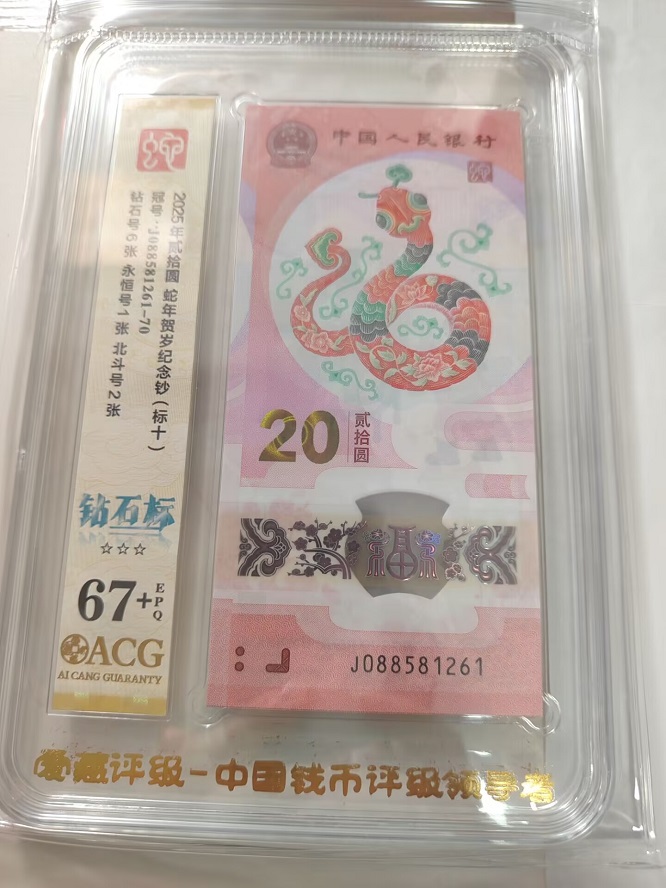 2025年贰拾圆 蛇年贺岁纪念钞(标十)
冠号:J088581261-70
钻石号6张 永恒号1张 北斗号2张
钻石标
☆☆☆
67+EPQ
ACG
AI CANG GUARANTY
中国人民银行
20
贰拾圆
福
J088581261
爱藏评级-中国钱币评级领导者